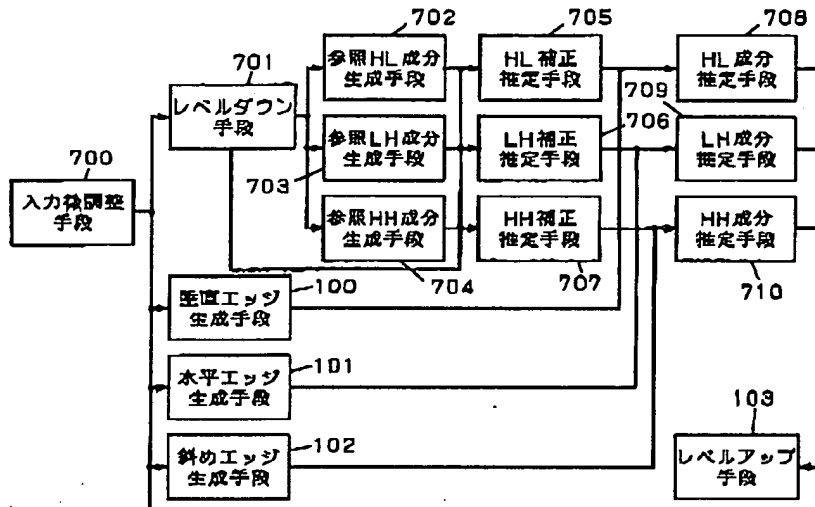 702
705
708
701
参照HL成分
生成手段
HL補正
推定手段
HL成分
推定手段
レベルダウン
手段
709
706
700
参照LH成分
生成手段
LH補正
推定手段
LH成分
推定手段
703
入力微調整
手段
参照HH成分
生成手段
HH補正
推定手段
HH成分
推定手段
704
707
710
100
垂直エッジ
生成手段
101
水平エッジ
生成手段
103
102
斜めエッジ
生成手段
レベルアップ
手段